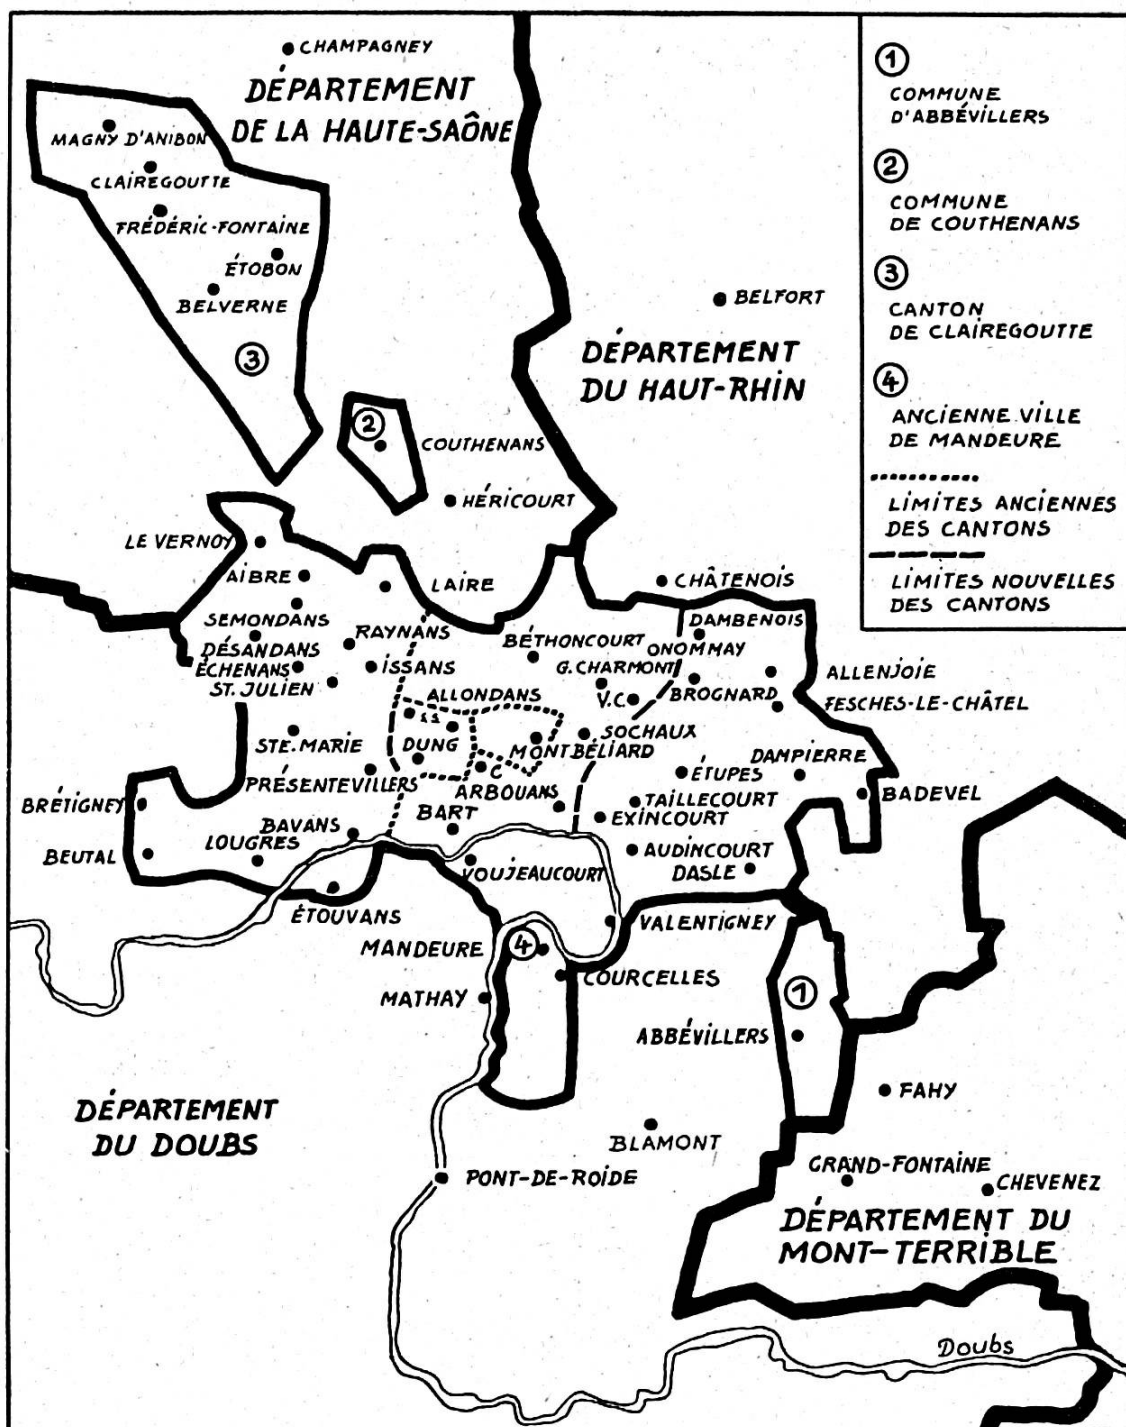 CHAMPAGNEY
DÉPARTEMENT
DE LA HAUTE-SAÔNE
MAGNY D'ANIBON
CLAIREGOUTTE
FRÉDÉRIC-FONTAINE
ÉTOBON
BELVERNE
3
2
COUTHENANS
HÉRICOURT
BELFORT
DÉPARTEMENT
DU HAUT-RHIN
1
COMMUNE
D'ABBÉVILLERS
2
COMMUNE
DE COUTHENANS
3
CANTON
DE CLAIREGOUTTE
4
ANCIENNE VILLE
DE MANDEURE
LIMITES ANCIENNES
DES CANTONS
LIMITES NOUVELLES
DES CANTONS
LE VERNOY
AIBRE
LAIRE
CHÂTENOIS
SEMONDANS
DÉSANDANS
RAYNANS
ÉCHENANS
ISSANS
ST. JULIEN
BÉTHONCOURT
DAMBENOIS
ONOMMAY
G. CHARMONT
V.C.
BROGNARD
ALLENJOIE
FESCHES-LE-CHÂTEL
ALLONDANS
S.S.
STE. MARIE
DUNG
MONTBÉLIARD
SOCHAUX
C
PRÉSENTEVILLERS
ARBOUANS
ÉTUPES
DAMPIERRE
BRÉTIGNEY
TAILLECOURT
BADEVEL
BAVANS
BART
EXINCOURT
BEUTAL
LOUGRES
VOUJEAUCOURT
AUDINCOURT
DASLE
ÉTOUVANS
VALENTIGNEY
MANDEURE
4
COURCELLES
MATHAY
1
ABBÉVILLERS
FAHY
DÉPARTEMENT
DU DOUBS
BLAMONT
PONT-DE-ROIDE
GRAND-FONTAINE
CHEVENEZ
DÉPARTEMENT DU
MONT-TERRIBLE
Doubs